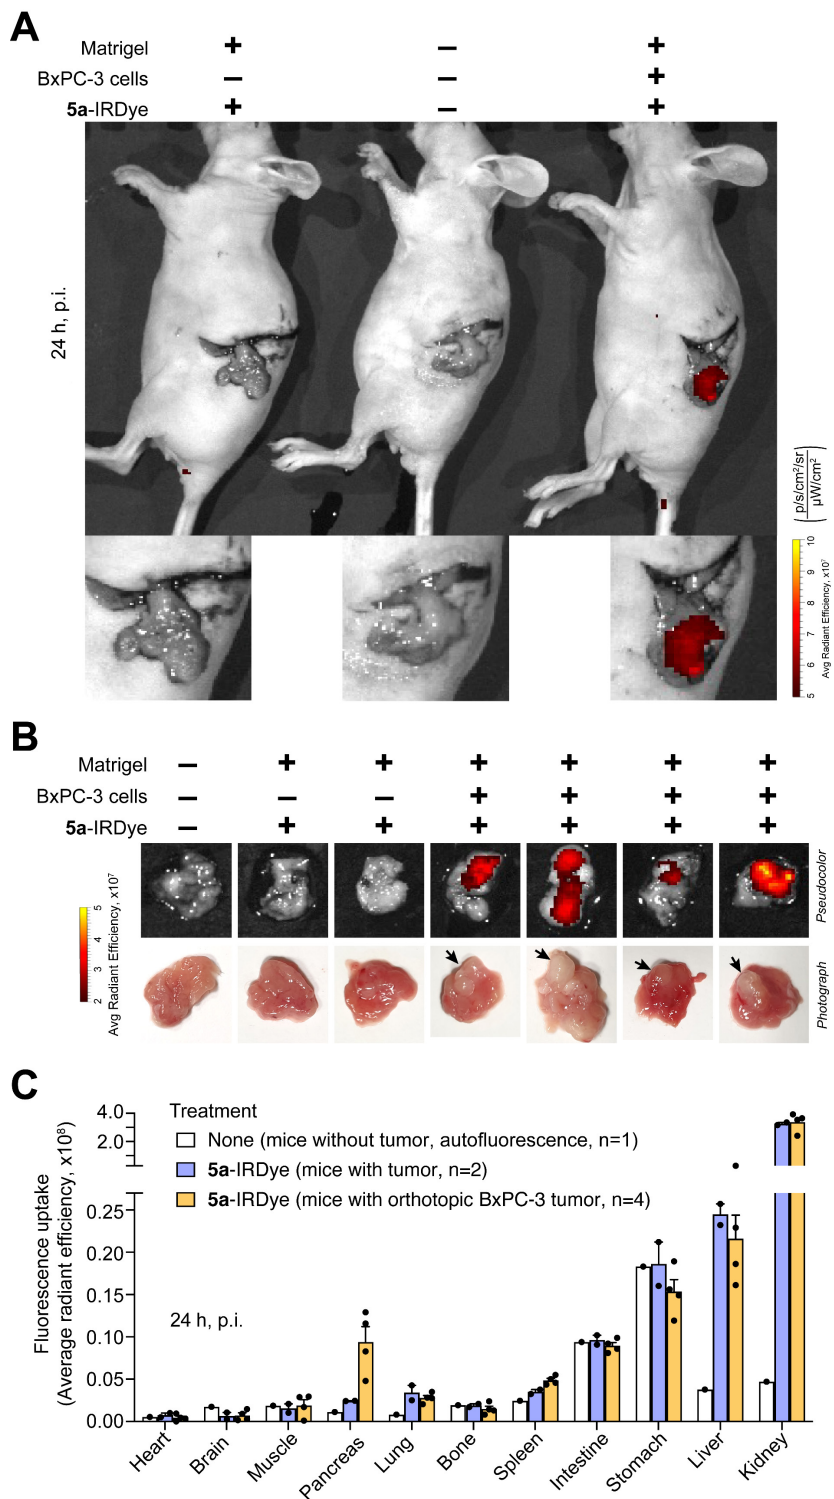 A
Matrigel + − +
BxPC-3 cells − − +
5a-IRDye + − +
24 h, p.i.
(p/s/cm²/sr
µW/cm²)
5 6 7 8 9 10
Avg Radiant Efficiency, x10⁷
B
Matrigel − + + + + + +
BxPC-3 cells − − − + + + +
5a-IRDye − + + + + + +
2 3 4 5
Avg Radiant Efficiency, x10⁷
Pseudocolor
Photograph
C
Fluorescence uptake
(Average radiant efficiency, x10⁸)
4.0
2.0
0.25
0.20
0.15
0.10
0.05
0.00
Treatment
None (mice without tumor, autofluorescence, n=1)
5a-IRDye (mice with tumor, n=2)
5a-IRDye (mice with orthotopic BxPC-3 tumor, n=4)
24 h, p.i.
Heart
Brain
Muscle
Pancreas
Lung
Bone
Spleen
Intestine
Stomach
Liver
Kidney